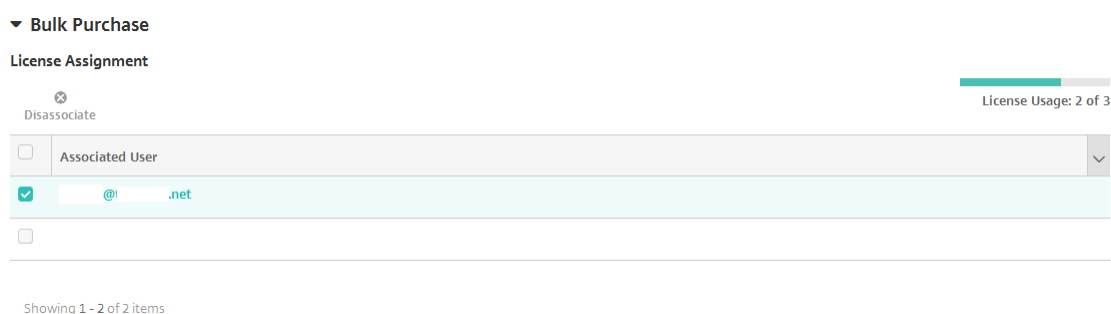 Bulk Purchase
License Assignment
Disassociate
License Usage: 2 of 3
Associated User
@ .net
Showing 1 - 2 of 2 items